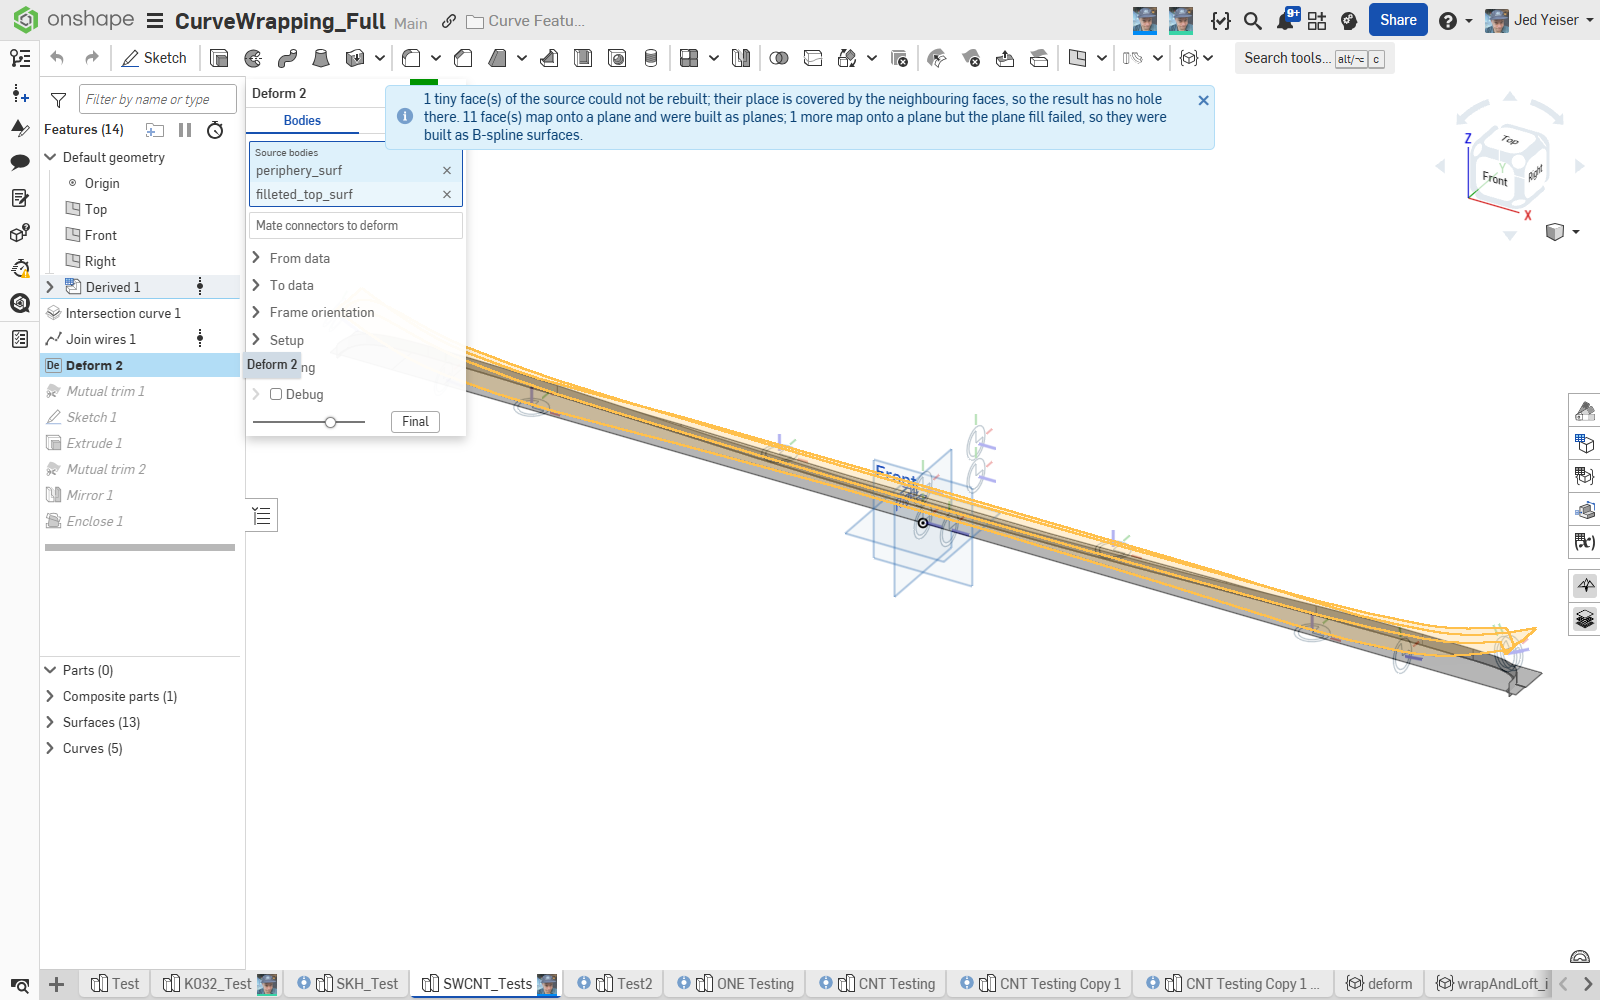 onshape
CurveWrapping_Full
Main
Curve Featu...
9+
Share
Jed Yeiser
Sketch
Search tools...
alt/⌥
c
Filter by name or type
Features (14)
Default geometry
Origin
Top
Front
Right
Derived 1
Intersection curve 1
Join wires 1
De
Deform 2
Mutual trim 1
Sketch 1
Extrude 1
Mutual trim 2
Mirror 1
Enclose 1
Parts (0)
Composite parts (1)
Surfaces (13)
Curves (5)
Deform 2
Bodies
Source bodies
periphery_surf
filleted_top_surf
Mate connectors to deform
From data
To data
Frame orientation
Setup
Deform 2
ng
Debug
Final
1 tiny face(s) of the source could not be rebuilt; their place is covered by the neighbouring faces, so the result has no hole
there. 11 face(s) map onto a plane and were built as planes; 1 more map onto a plane but the plane fill failed, so they were
built as B-spline surfaces.
Front
Z
Top
Y
Front
Right
X
Test
K032_Test
SKH_Test
SWCNT_Tests
Test2
ONE Testing
CNT Testing
CNT Testing Copy 1
CNT Testing Copy 1 ...
deform
wrapAndLoft_i